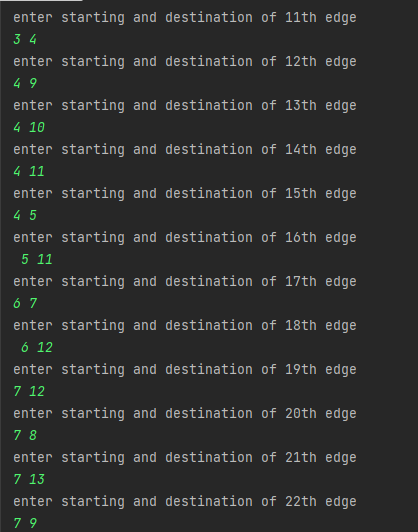 enter starting and destination of 11th edge
3 4
enter starting and destination of 12th edge
4 9
enter starting and destination of 13th edge
4 10
enter starting and destination of 14th edge
4 11
enter starting and destination of 15th edge
4 5
enter starting and destination of 16th edge
5 11
enter starting and destination of 17th edge
6 7
enter starting and destination of 18th edge
6 12
enter starting and destination of 19th edge
7 12
enter starting and destination of 20th edge
7 8
enter starting and destination of 21th edge
7 13
enter starting and destination of 22th edge
7 9